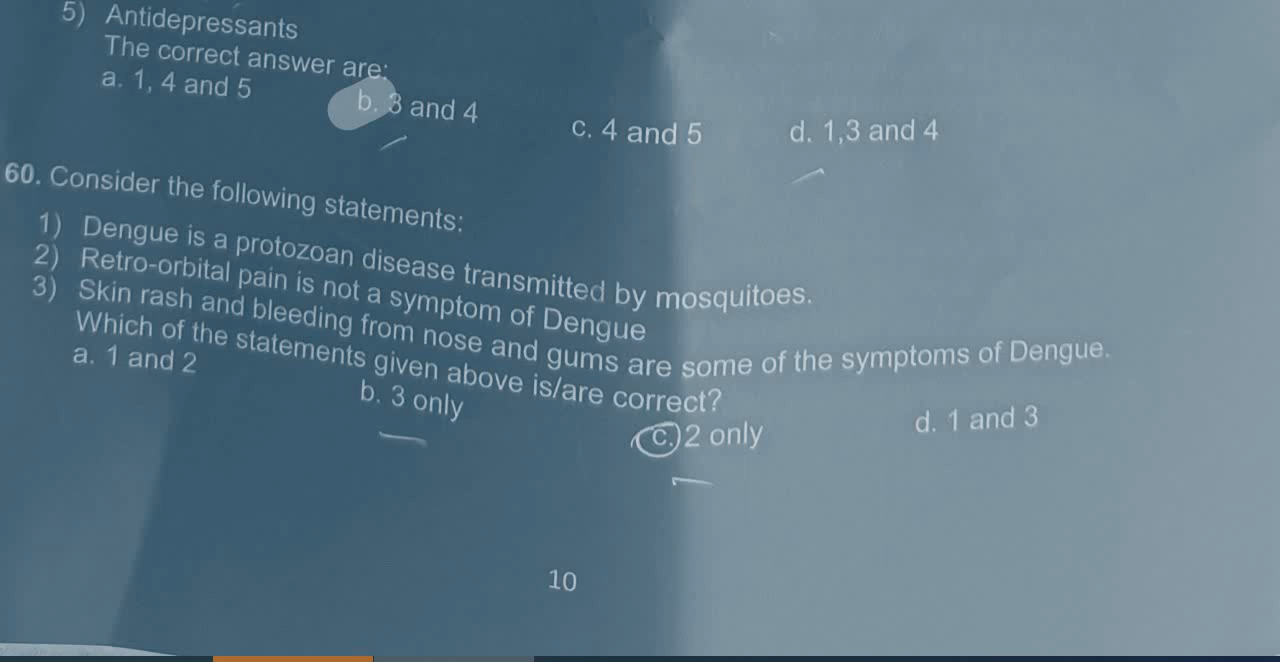 5) Antidepressants
The correct answer are:
a. 1, 4 and 5 b. 3 and 4 c. 4 and 5 d. 1,3 and 4
60. Consider the following statements:
1) Dengue is a protozoan disease transmitted by mosquitoes.
2) Retro-orbital pain is not a symptom of Dengue
3) Skin rash and bleeding from nose and gums are some of the symptoms of Dengue.
Which of the statements given above is/are correct?
a. 1 and 2 b. 3 only c. 2 only d. 1 and 3
10